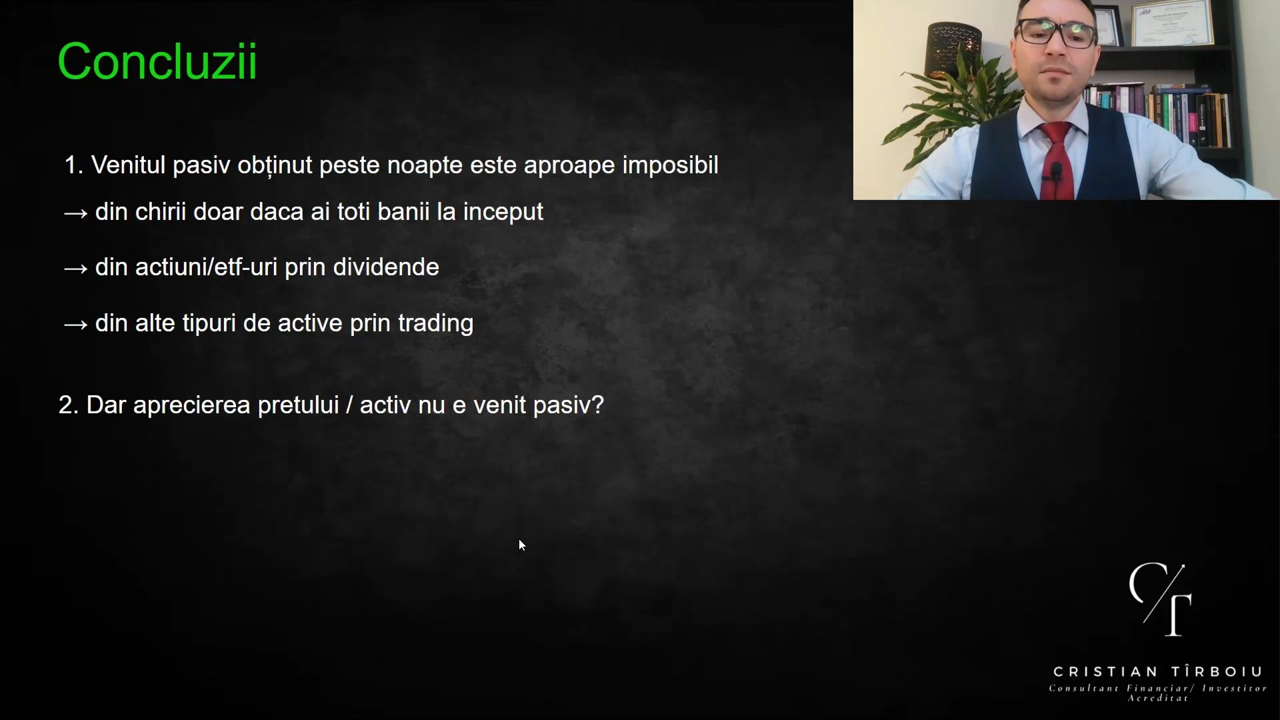 Concluzii
1. Venitul pasiv obținut peste noapte este aproape imposibil
→ din chirii doar daca ai toti banii la inceput
→ din actiuni/etf-uri prin dividende
→ din alte tipuri de active prin trading
2. Dar aprecierea pretului / activ nu e venit pasiv?
CT
CRISTIAN TÎRBOIU
Consultant Financiar/ Investitor
Acreditat